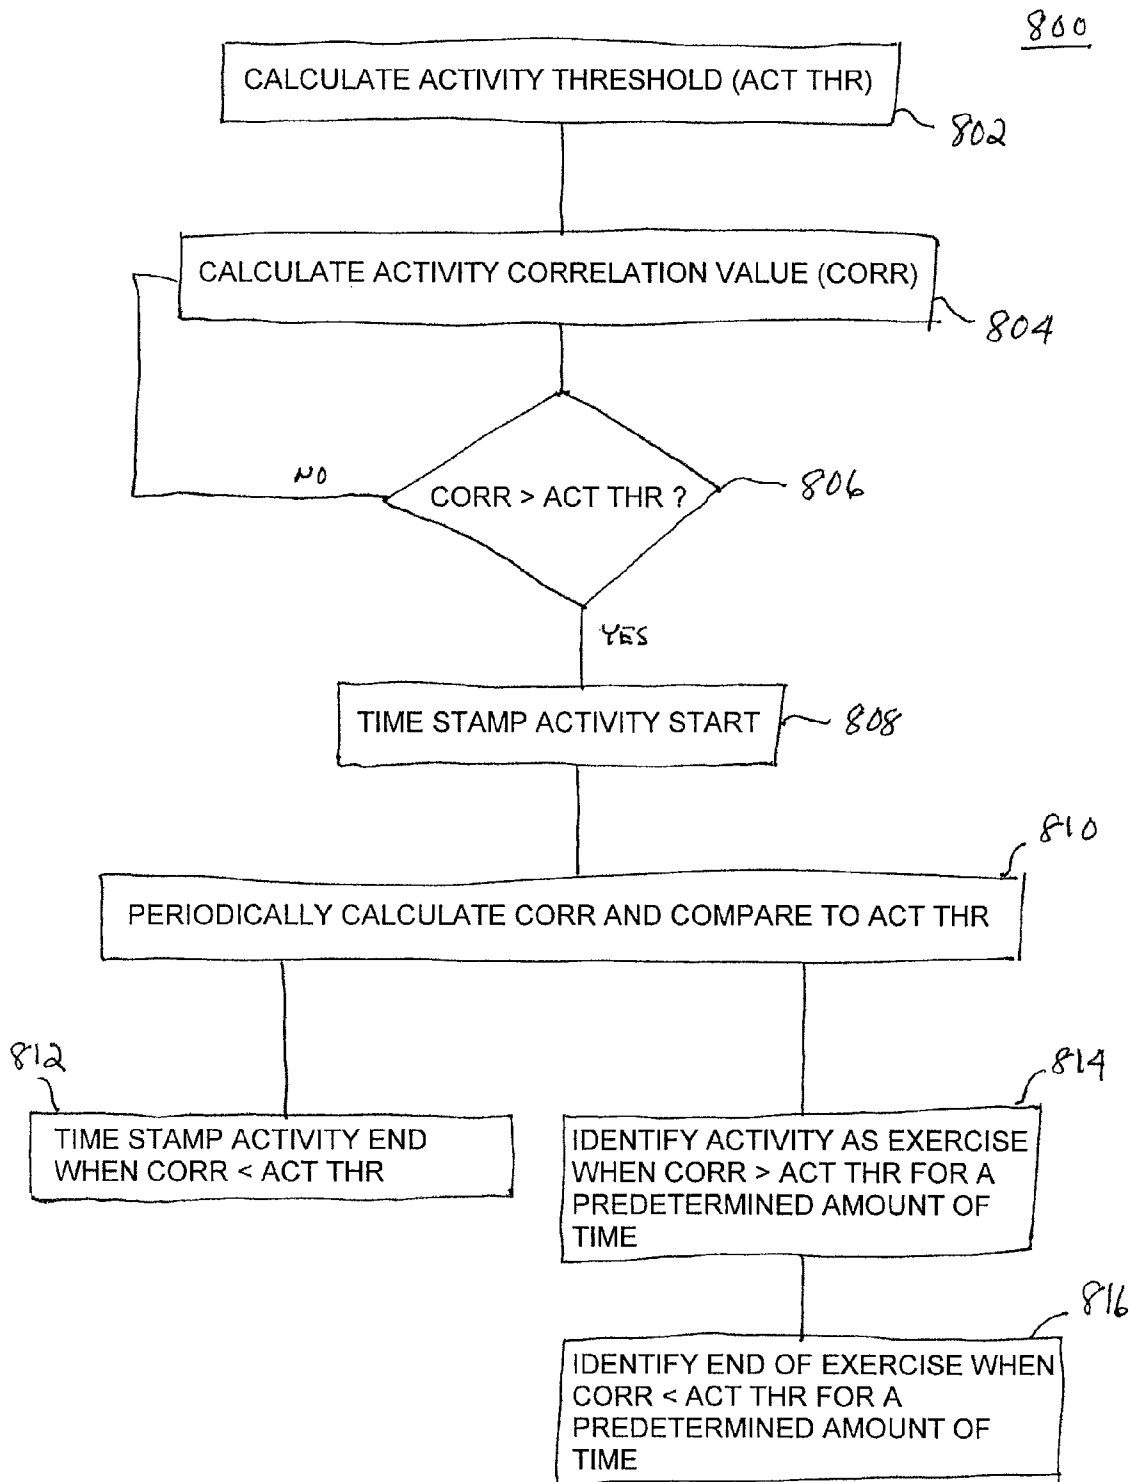 800
CALCULATE ACTIVITY THRESHOLD (ACT THR)
802
CALCULATE ACTIVITY CORRELATION VALUE (CORR)
804
NO
CORR > ACT THR ?
806
YES
TIME STAMP ACTIVITY START
808
810
PERIODICALLY CALCULATE CORR AND COMPARE TO ACT THR
812
TIME STAMP ACTIVITY END
WHEN CORR < ACT THR
814
IDENTIFY ACTIVITY AS EXERCISE
WHEN CORR > ACT THR FOR A
PREDETERMINED AMOUNT OF
TIME
816
IDENTIFY END OF EXERCISE WHEN
CORR < ACT THR FOR A
PREDETERMINED AMOUNT OF
TIME